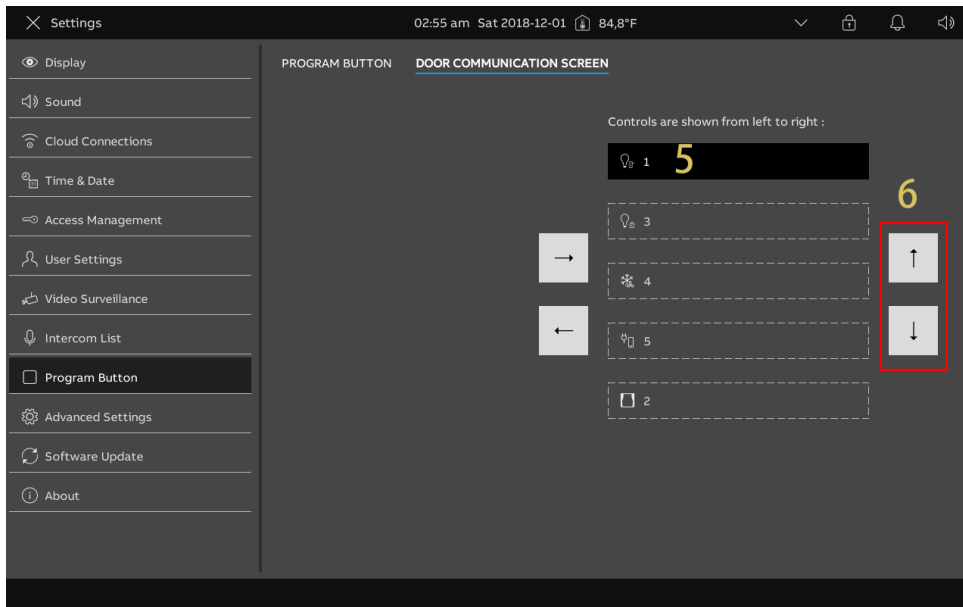 Settings
02:55 am Sat 2018-12-01 84,8°F
Display
Sound
Cloud Connections
Time & Date
Access Management
User Settings
Video Surveillance
Intercom List
Program Button
Advanced Settings
Software Update
About
PROGRAM BUTTON DOOR COMMUNICATION SCREEN
Controls are shown from left to right :
1 5
3
4
5
2
6